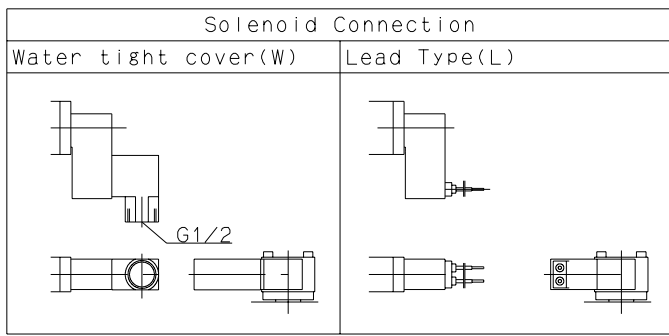 Solenoid Connection
Water tight cover(W)
Lead Type(L)
G1/2